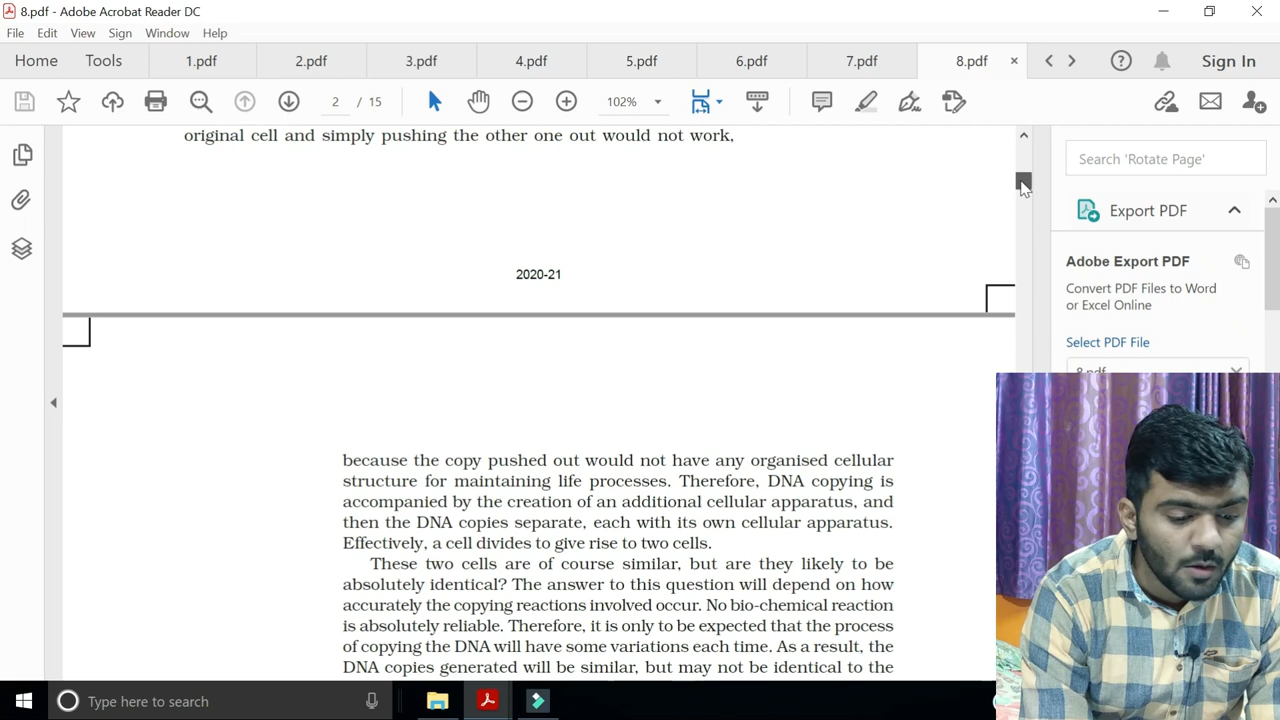 8.pdf - Adobe Acrobat Reader DC
File Edit View Sign Window Help
Home Tools 1.pdf 2.pdf 3.pdf 4.pdf 5.pdf 6.pdf 7.pdf 8.pdf × Sign In
2 / 15 102%
original cell and simply pushing the other one out would not work,
2020-21
because the copy pushed out would not have any organised cellular
structure for maintaining life processes. Therefore, DNA copying is
accompanied by the creation of an additional cellular apparatus, and
then the DNA copies separate, each with its own cellular apparatus.
Effectively, a cell divides to give rise to two cells.
These two cells are of course similar, but are they likely to be
absolutely identical? The answer to this question will depend on how
accurately the copying reactions involved occur. No bio-chemical reaction
is absolutely reliable. Therefore, it is only to be expected that the process
of copying the DNA will have some variations each time. As a result, the
DNA copies generated will be similar, but may not be identical to the
Search 'Rotate Page'
Export PDF
Adobe Export PDF
Convert PDF Files to Word
or Excel Online
Select PDF File
8.pdf
Type here to search